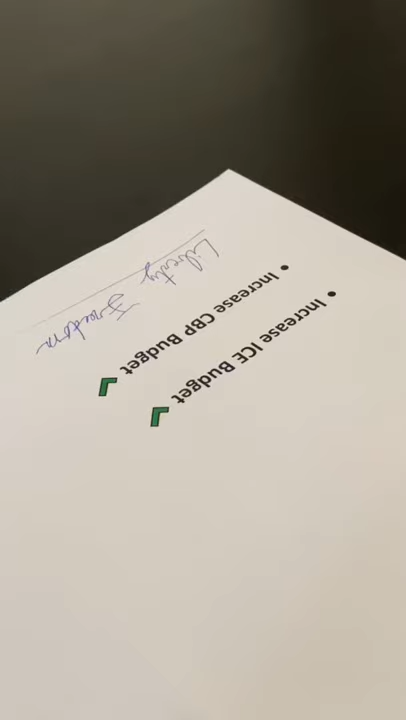 • Increase ICE Budget ✓
• Increase CBP Budget ✓
Liberty Freedom